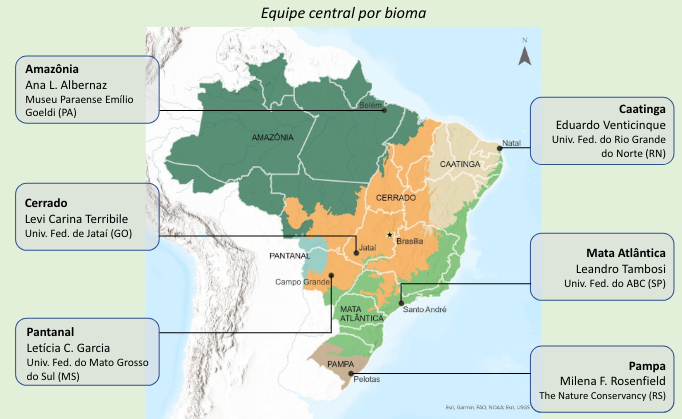 Equipe central por bioma
Amazônia
Ana L. Albernaz
Museu Paraense Emílio
Goeldi (PA)
N
Belém
Caatinga
Eduardo Venticinque
Univ. Fed. do Rio Grande
do Norte (RN)
Natal
AMAZÔNIA
CAATINGA
Cerrado
Levi Carina Terribile
Univ. Fed. de Jataí (GO)
CERRADO
Brasília
Jataí
PANTANAL
Campo Grande
Mata Atlântica
Leandro Tambosi
Univ. Fed. do ABC (SP)
MATA
ATLÂNTICA
Santo André
Pantanal
Letícia C. Garcia
Univ. Fed. do Mato Grosso
do Sul (MS)
PAMPA
Pelotas
Pampa
Milena F. Rosenfield
The Nature Conservancy (RS)
Esri, Garmin, FAO, NOAA; Esri, USGS